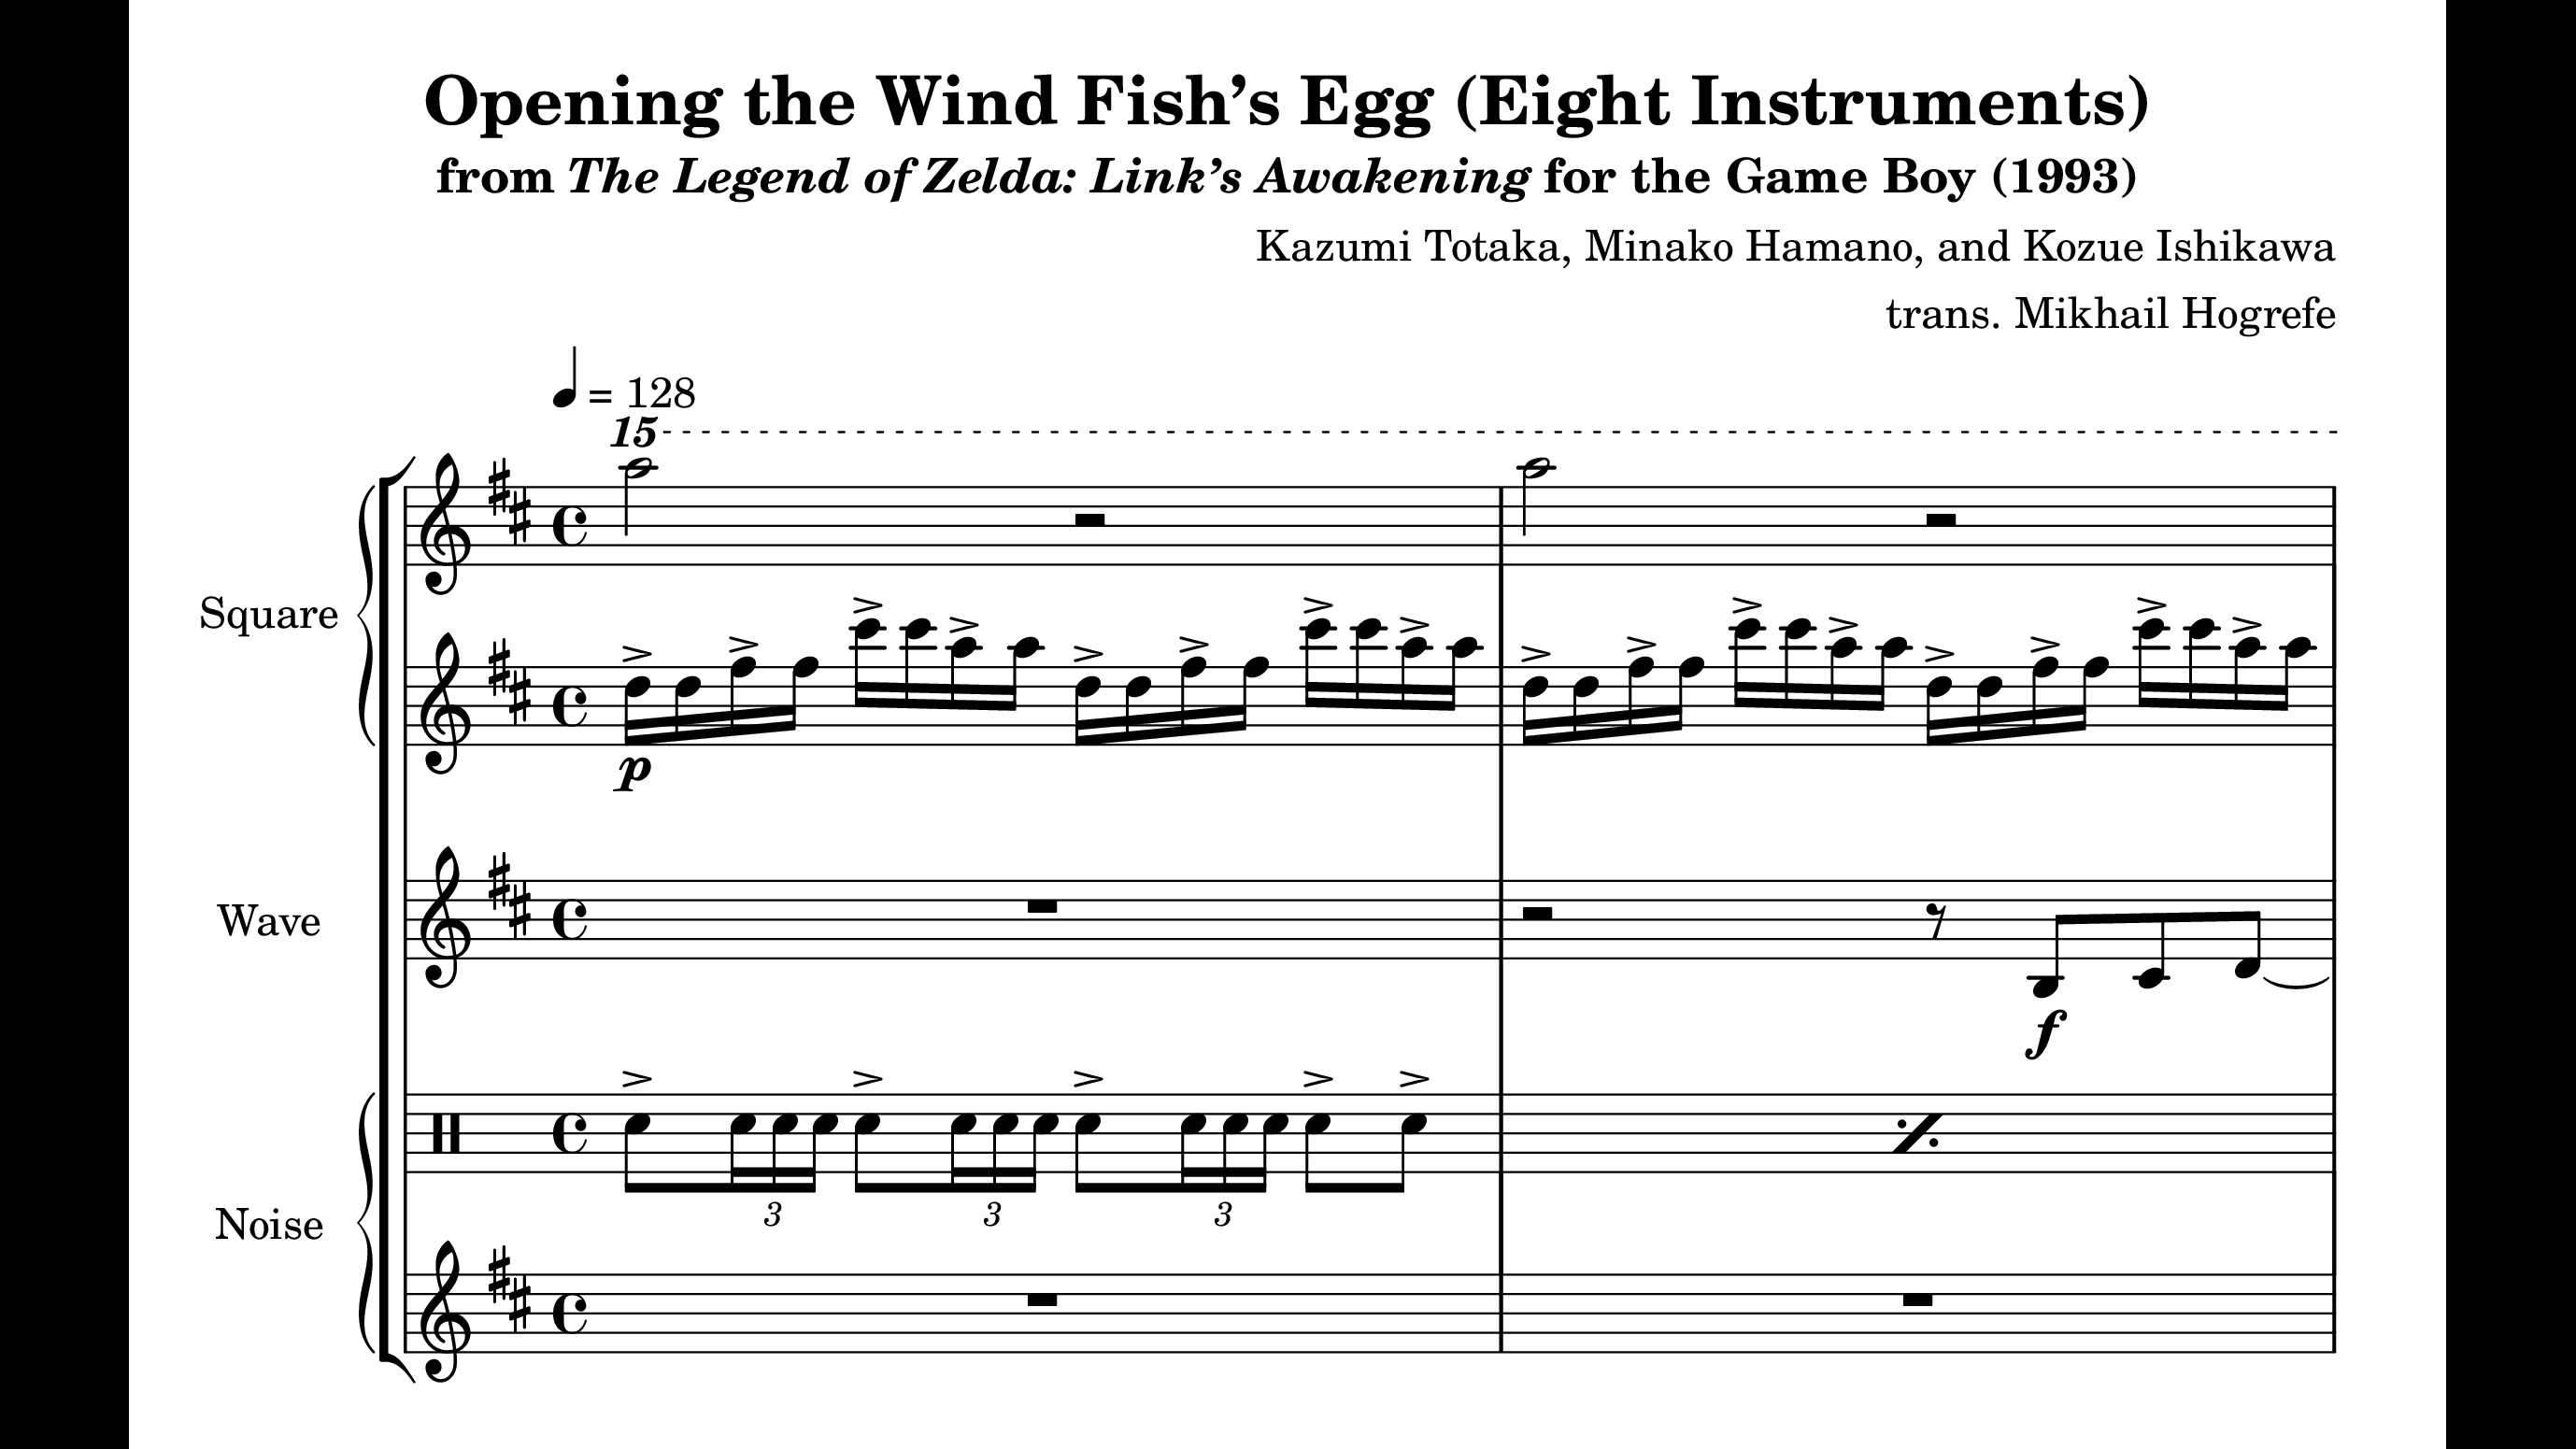 Opening the Wind Fish’s Egg (Eight Instruments)
from The Legend of Zelda: Link’s Awakening for the Game Boy (1993)
Kazumi Totaka, Minako Hamano, and Kozue Ishikawa
trans. Mikhail Hogrefe
= 128
15
Square
p
Wave
f
3 3 3
Noise